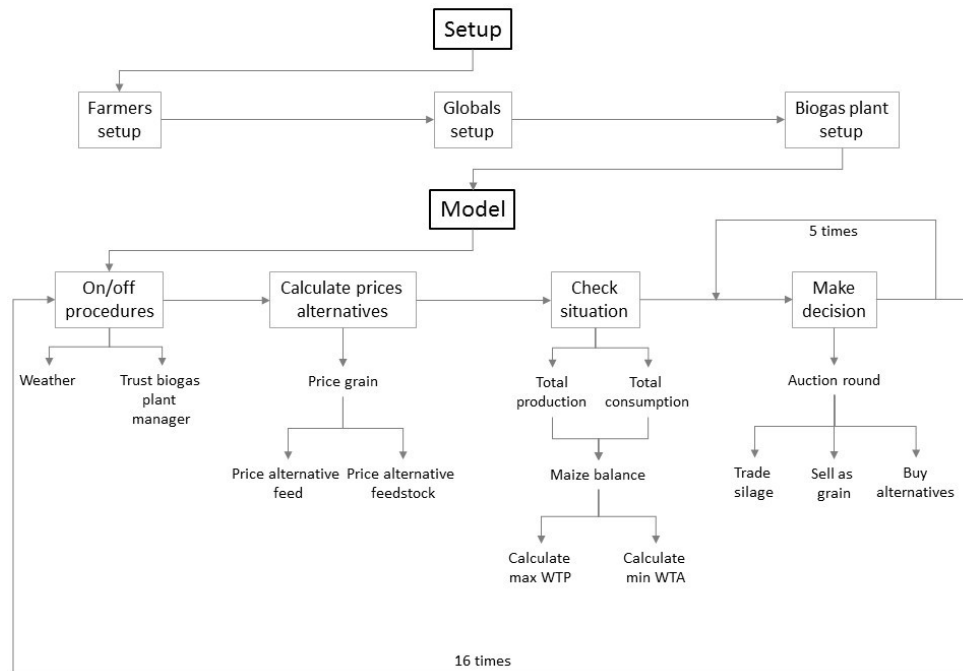 Setup
Farmers
setup
Globals
setup
Biogas plant
setup
Model
5 times
On/off
procedures
Calculate prices
alternatives
Check
situation
Make
decision
Weather
Trust biogas
plant
manager
Price grain
Total
production
Total
consumption
Auction round
Price alternative
feed
Price alternative
feedstock
Maize balance
Trade
silage
Sell as
grain
Buy
alternatives
Calculate
max WTP
Calculate
min WTA
16 times